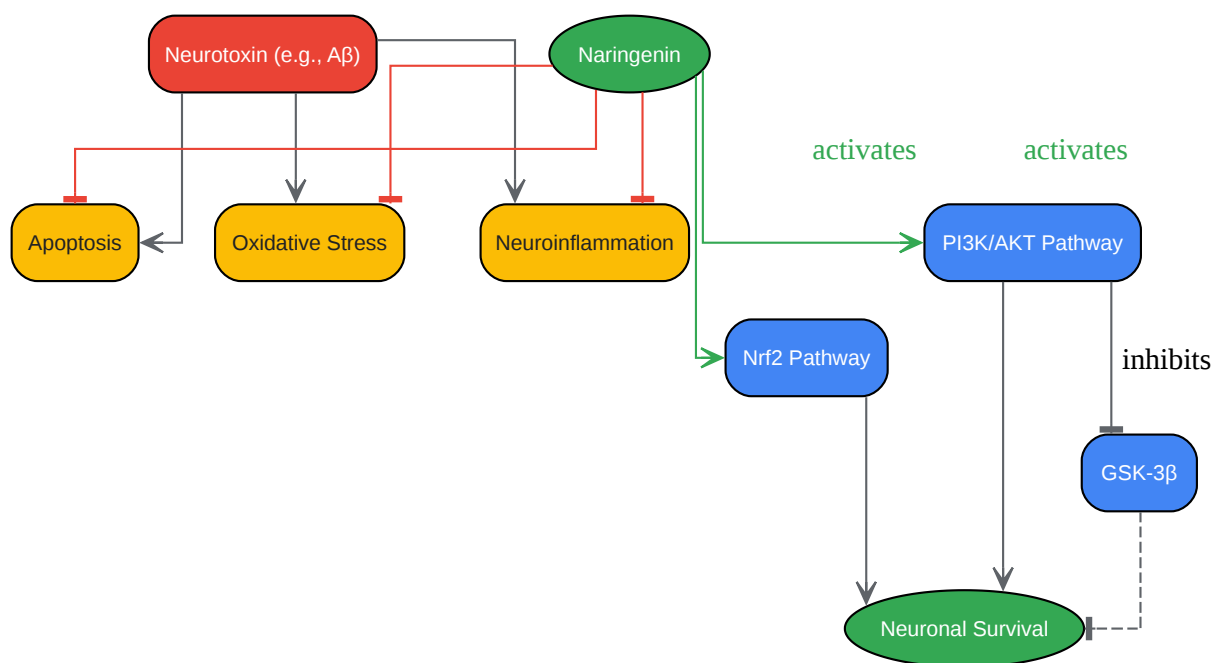 Neurotoxin (e.g., Aβ)
Naringenin
activates
activates
Apoptosis
Oxidative Stress
Neuroinflammation
PI3K/AKT Pathway
Nrf2 Pathway
inhibits
GSK-3β
Neuronal Survival